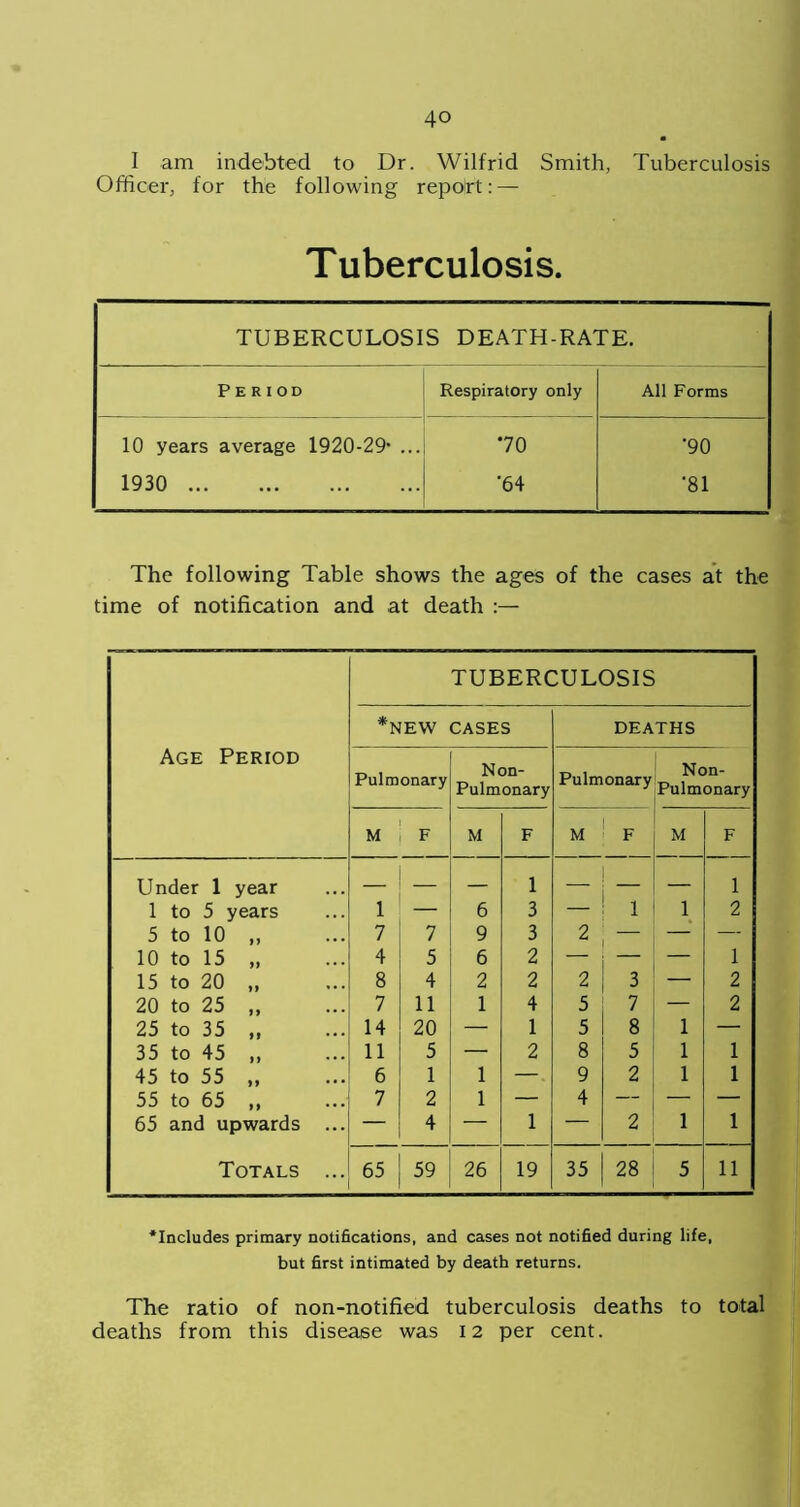 40
I am indebted to Dr. Wilfrid Smith, Tuberculosis
Officer, for the following report: —
Tuberculosis.
TUBERCULOSIS DEATH-RATE.
PERIOD Respiratory only All Forms
10 years average 1920-29· ... ·70 ·90
1930 ... ... ... ... ·64 ·81
The following Table shows the ages of the cases at the
time of notification and at death :—
AGE PERIOD TUBERCULOSIS
*NEW CASES DEATHS
Pulmonary Non-Pulmonary Pulmonary Non-Pulmonary
M F M F M F M F
Under 1 year ... — — — 1 — — — 1
1 to 5 years ... 1 — 6 3 — 1 1 2
5 to 10 „ ... 7 7 9 3 2 — — —
10 to 15 „ ... 4 5 6 2 — — — 1
15 to 20 „ ... 8 4 2 2 2 3 — 2
20 to 25 „ ... 7 11 1 4 5 7 — 2
25 to 35 „ ... 14 20 — 1 5 8 1 —
35 to 45 „ ... 11 5 — 2 8 5 1 1
45 to 55 „ ... 6 1 1 — 9 2 1 1
55 to 65 „ ... 7 2 1 — 4 — — —
65 and upwards ... — 4 — 1 — 2 1 1
TOTALS ... 65 59 26 19 35 28 5 11
*Includes primary notifications, and cases not notified during life,
but first intimated by death returns.
The ratio of non-notified tuberculosis deaths to total
deaths from this disease was 12 per cent.